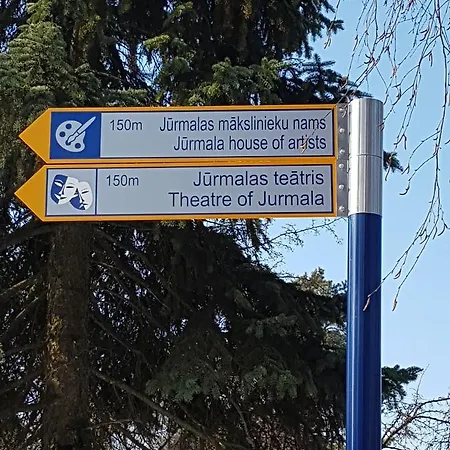 150m
Jūrmalas mākslinieku nams
Jūrmala house of artists
150m
Jūrmalas teātris
Theatre of Jurmala